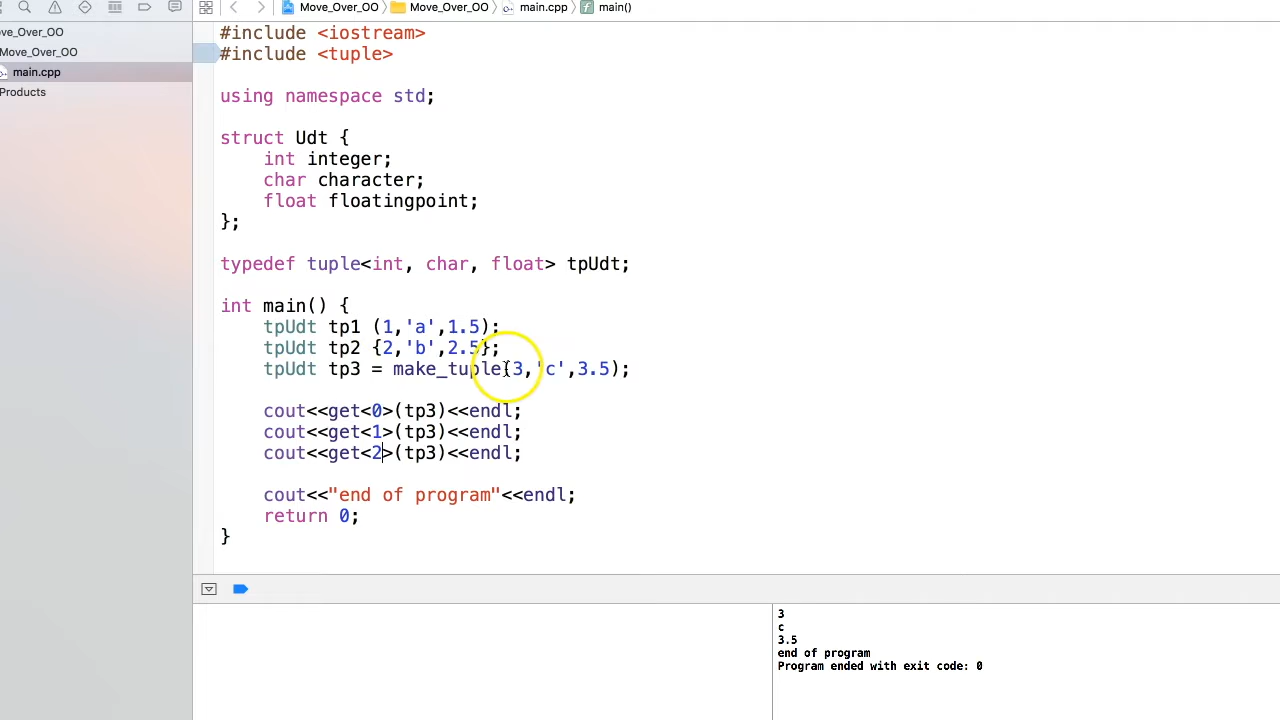 Move_Over_OO Move_Over_OO main.cpp main()
ve_Over_OO
Move_Over_OO
main.cpp
Products
#include <iostream>
#include <tuple>
using namespace std;
struct Udt {
    int integer;
    char character;
    float floatingpoint;
};
typedef tuple<int, char, float> tpUdt;
int main() {
    tpUdt tp1 (1,'a',1.5);
    tpUdt tp2 {2,'b',2.5};
    tpUdt tp3 = make_tuple(3,'c',3.5);
    cout<<get<0>(tp3)<<endl;
    cout<<get<1>(tp3)<<endl;
    cout<<get<2>(tp3)<<endl;
    cout<<"end of program"<<endl;
    return 0;
}
3
c
3.5
end of program
Program ended with exit code: 0